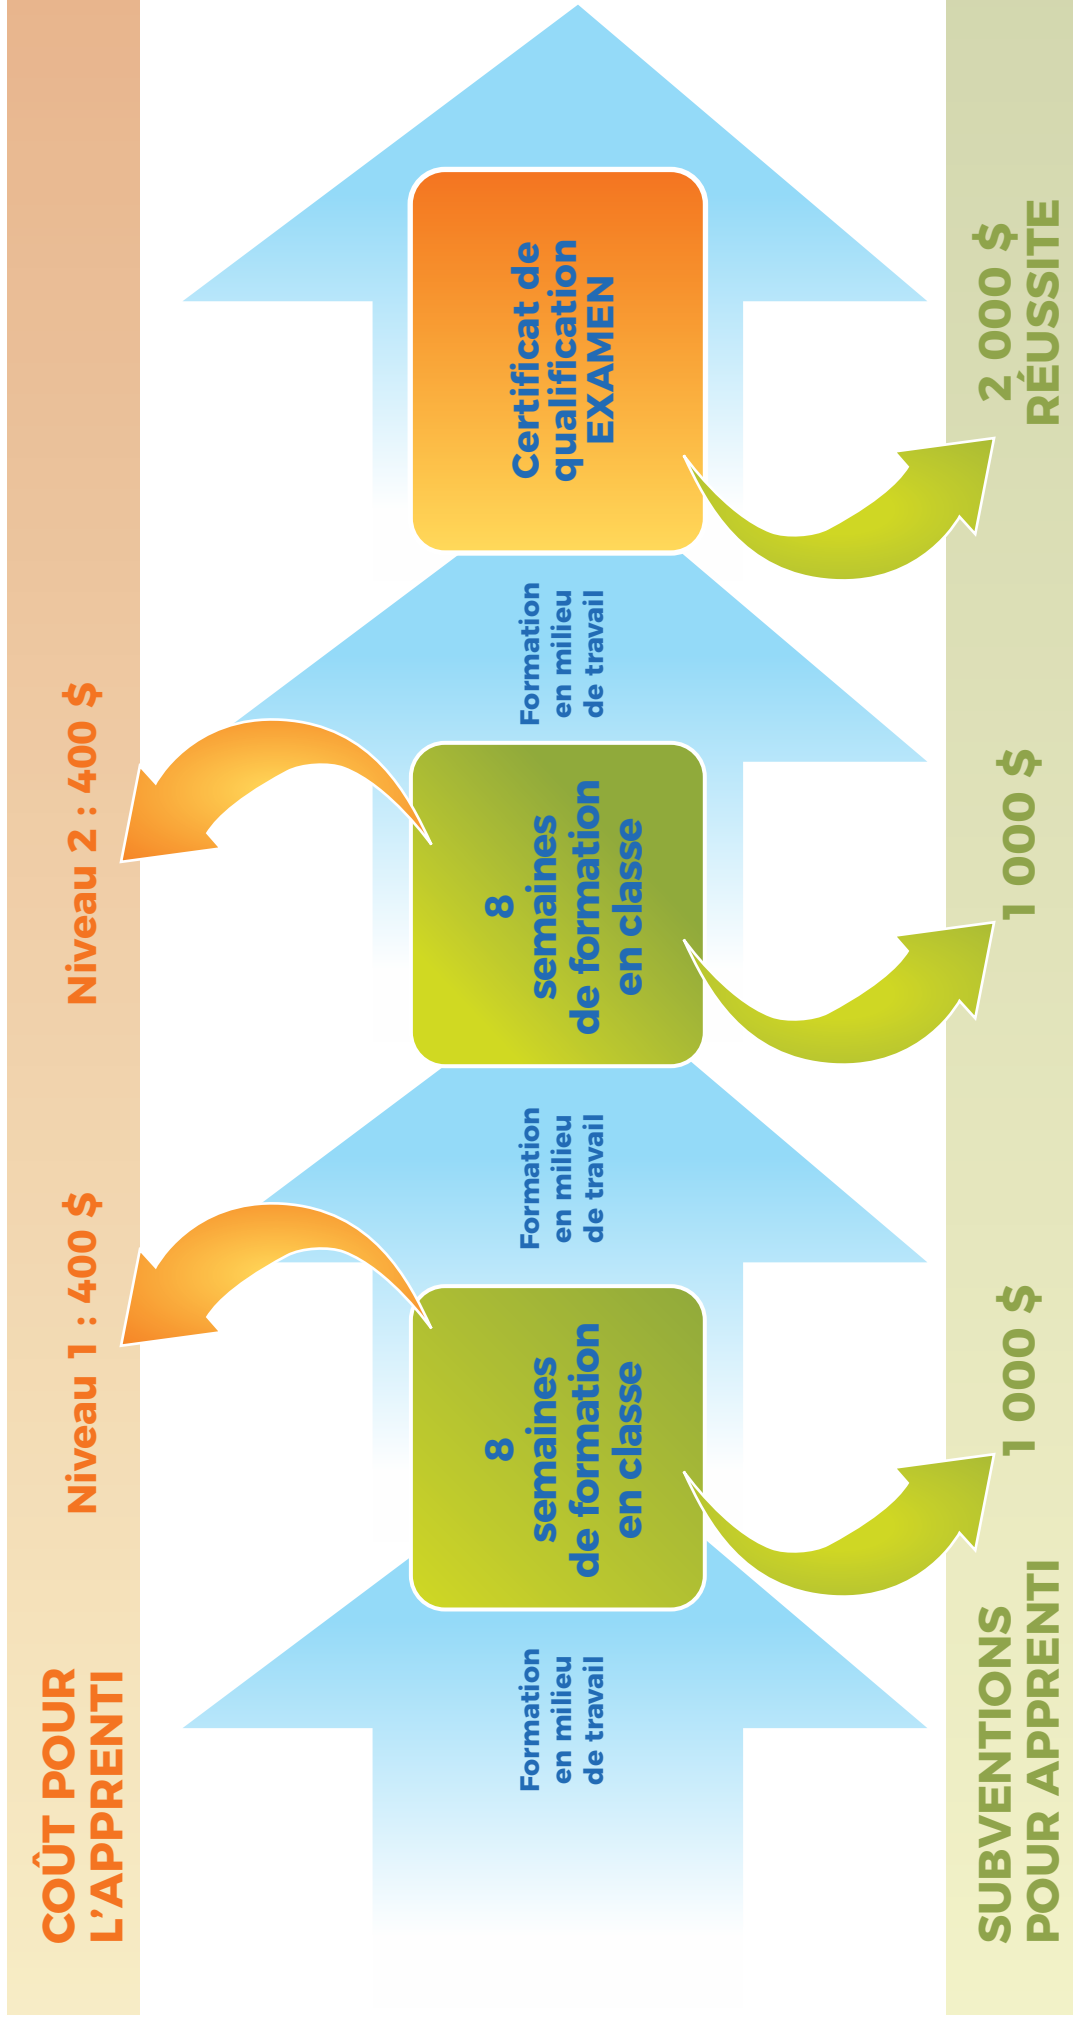 COÛT POUR
L'APPRENTI
Niveau 1 : 400 $
Niveau 2 : 400 $
Formation
en milieu
de travail
8
semaines
de formation
en classe
Formation
en milieu
de travail
8
semaines
de formation
en classe
Formation
en milieu
de travail
Certificat de
qualification
EXAMEN
SUBVENTIONS
POUR APPRENTI
1 000 $
1 000 $
2 000 $
RÉUSSITE